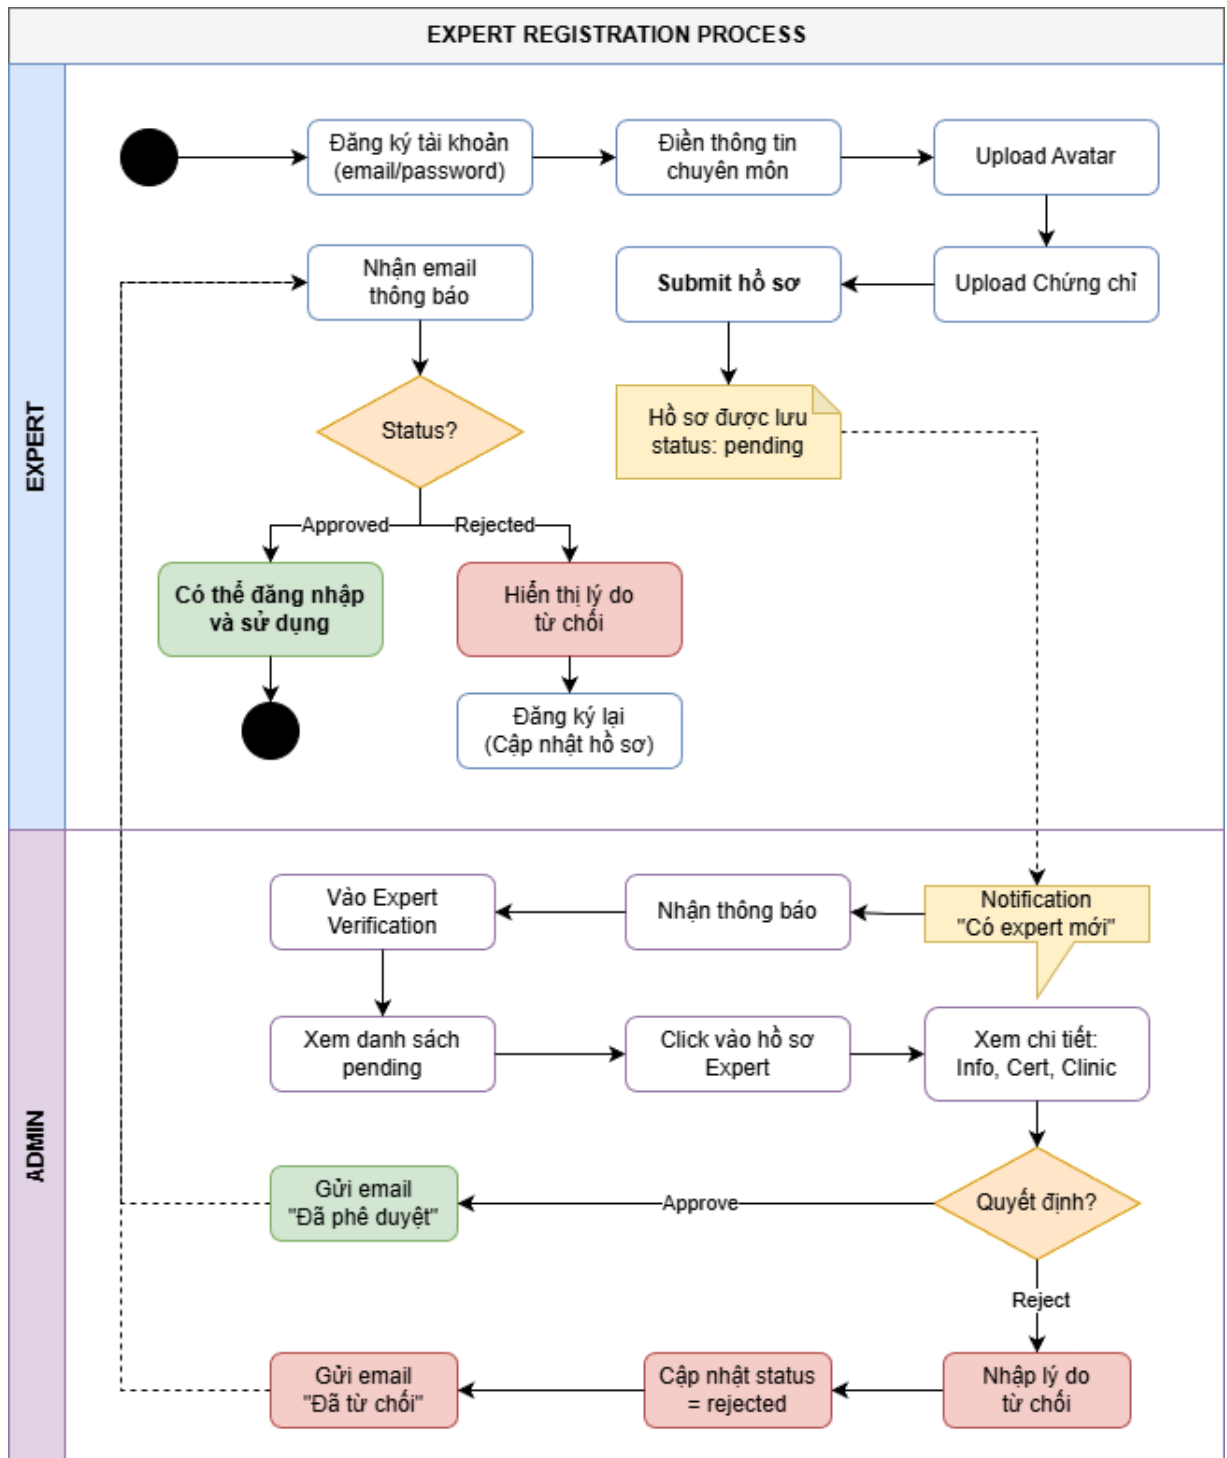 EXPERT REGISTRATION PROCESS
EXPERT
Đăng ký tài khoản
(email/password)
Điền thông tin
chuyên môn
Upload Avatar
Nhận email
thông báo
Submit hồ sơ
Upload Chứng chỉ
Status?
Hồ sơ được lưu
status: pending
Approved
Rejected
Có thể đăng nhập
và sử dụng
Hiển thị lý do
từ chối
Đăng ký lại
(Cập nhật hồ sơ)
ADMIN
Vào Expert
Verification
Nhận thông báo
Notification
"Có expert mới"
Xem danh sách
pending
Click vào hồ sơ
Expert
Xem chi tiết:
Info, Cert, Clinic
Gửi email
"Đã phê duyệt"
Approve
Quyết định?
Reject
Gửi email
"Đã từ chối"
Cập nhật status
= rejected
Nhập lý do
từ chối